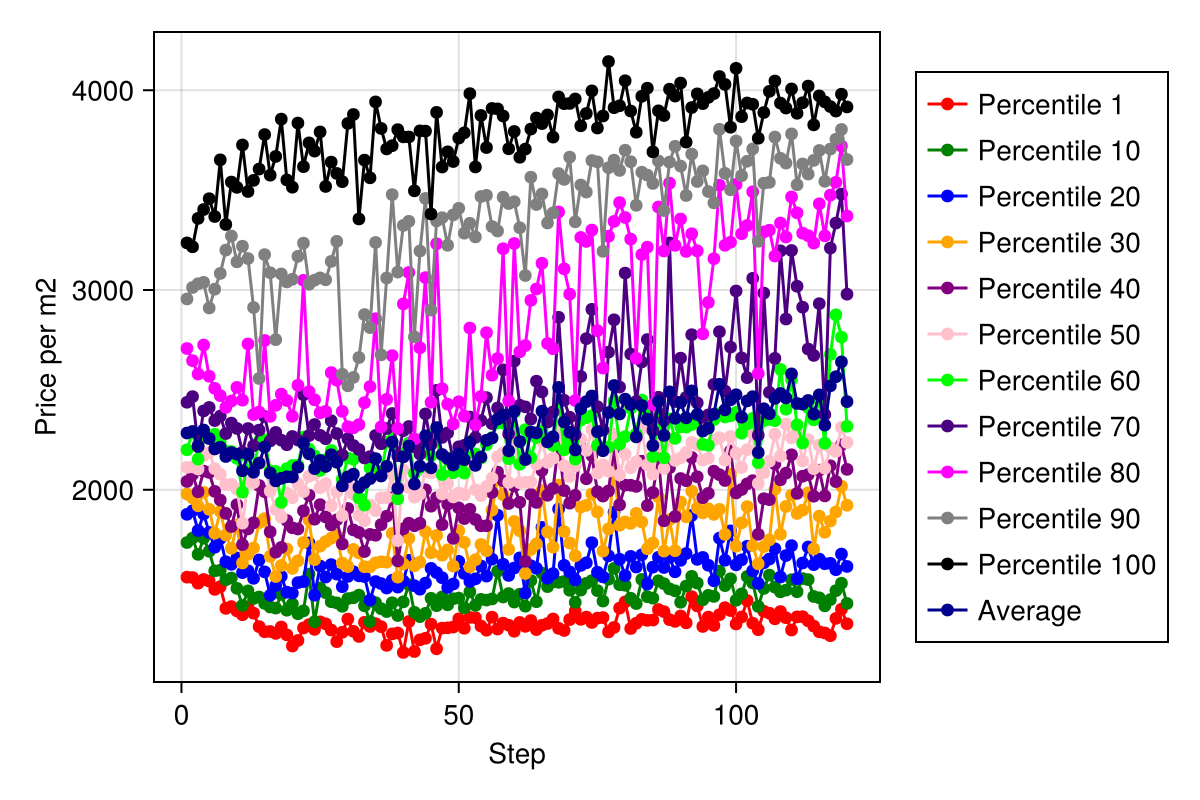 4000
3000
2000
Price per m2
0
50
100
Step
Percentile 1
Percentile 10
Percentile 20
Percentile 30
Percentile 40
Percentile 50
Percentile 60
Percentile 70
Percentile 80
Percentile 90
Percentile 100
Average